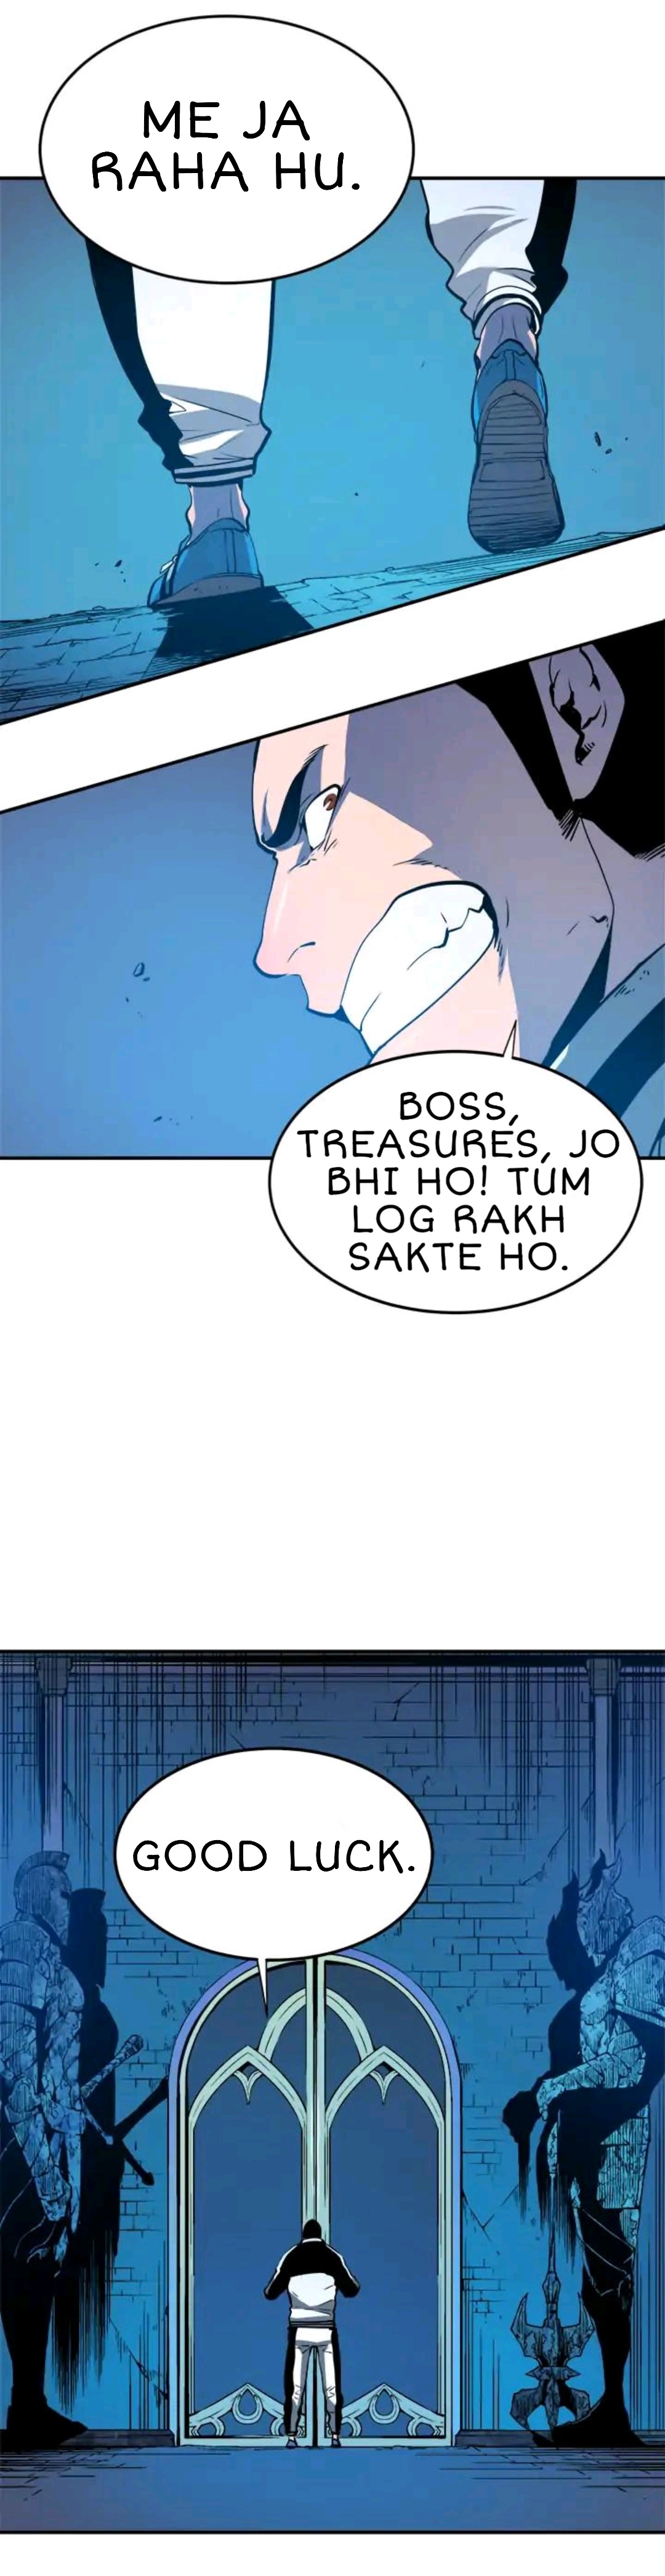 ME JA
RAHA HU.
BOSS,
TREASURES, JO
BHI HO! TUM
LOG RAKH
SAKTE HO.
GOOD LUCK.